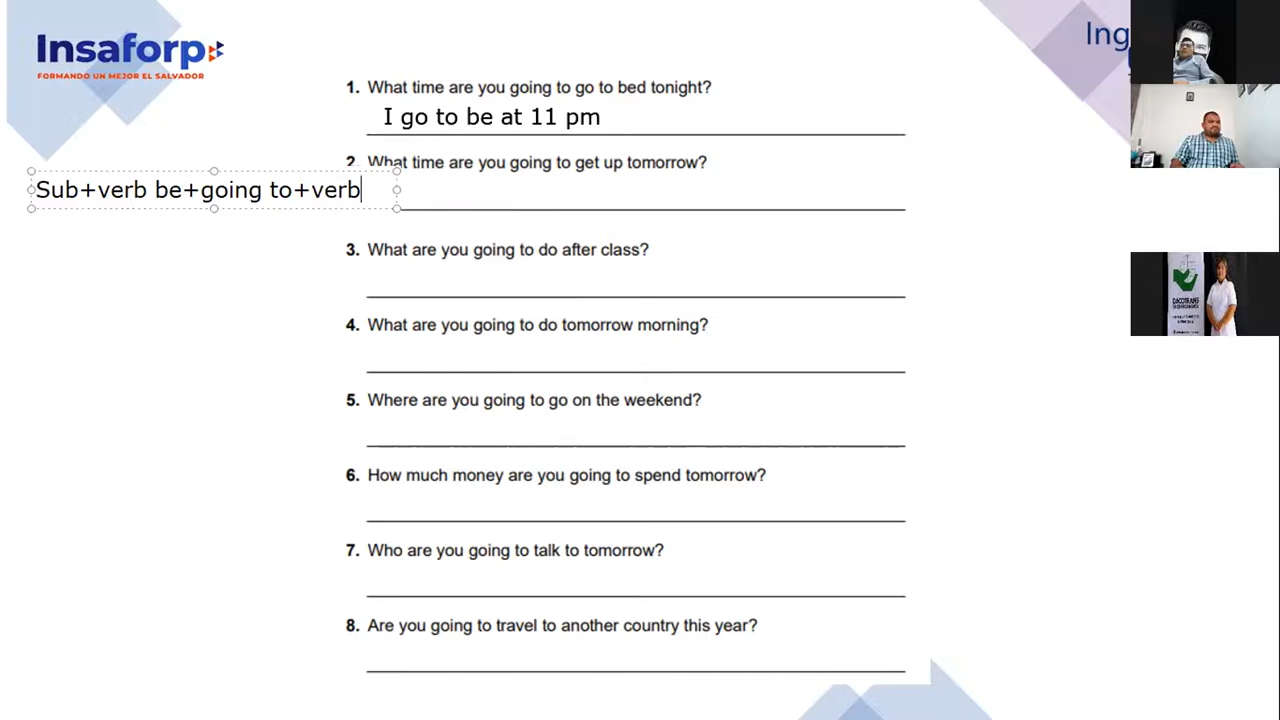 Insaforp
FORMANDO UN MEJOR EL SALVADOR
Ing
1. What time are you going to go to bed tonight?
I go to be at 11 pm
2. What time are you going to get up tomorrow?
Sub+verb be+going to+verb
3. What are you going to do after class?
4. What are you going to do tomorrow morning?
5. Where are you going to go on the weekend?
6. How much money are you going to spend tomorrow?
7. Who are you going to talk to tomorrow?
8. Are you going to travel to another country this year?
DACOTRANS